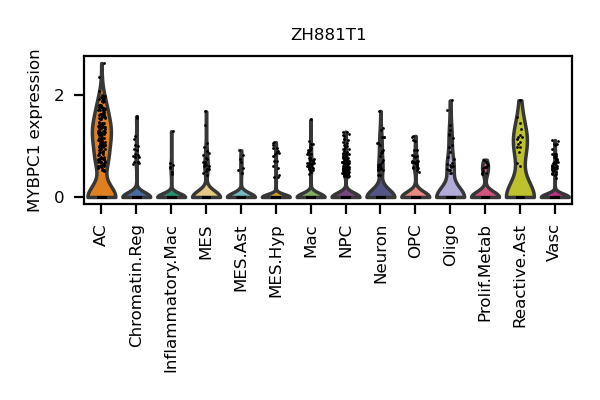 ZH881T1
MYBPC1 expression
2
0
AC
Chromatin.Reg
Inflammatory.Mac
MES
MES.Ast
MES.Hyp
Mac
NPC
Neuron
OPC
Oligo
Prolif.Metab
Reactive.Ast
Vasc